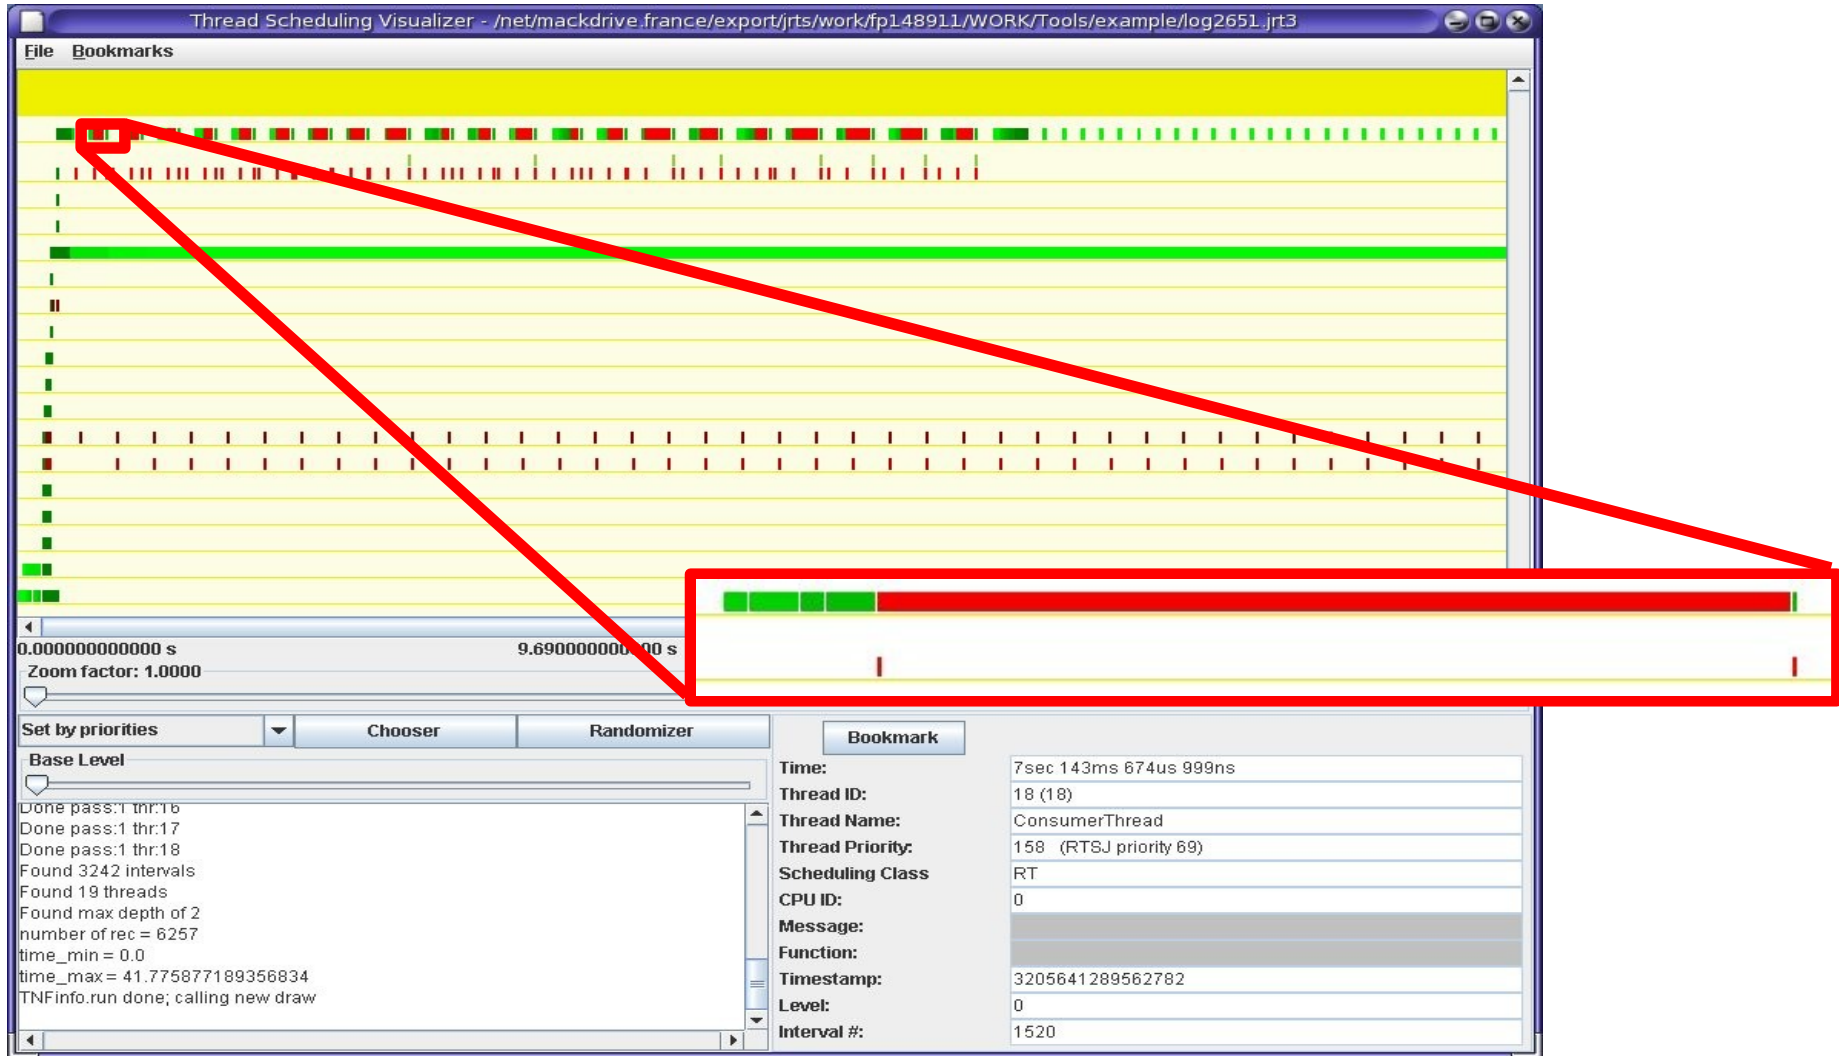 Thread Scheduling Visualizer - /net/mackdrive.france/export/jrts/work/fp148911/WORK/Tools/example/log2651.jrt3
File Bookmarks
0.000000000000 s
s
Zoom factor: 1.0000
Set by priorities
Chooser
Randomizer
Base Level
Done pass:1 thr:16
Done pass:1 thr:17
Done pass:1 thr:18
Found 3242 intervals
Found 19 threads
Found max depth of 2
number of rec = 6257
time_min = 0.0
time_max = 41.775877189356834
TNFinfo.run done; calling new draw
Bookmark
Time: 7sec 143ms 674us 999ns
Thread ID: 18 (18)
Thread Name: ConsumerThread
Thread Priority: 158 (RTSJ priority 69)
Scheduling Class RT
CPU ID: 0
Message:
Function:
Timestamp: 3205641289562782
Level: 0
Interval #: 1520